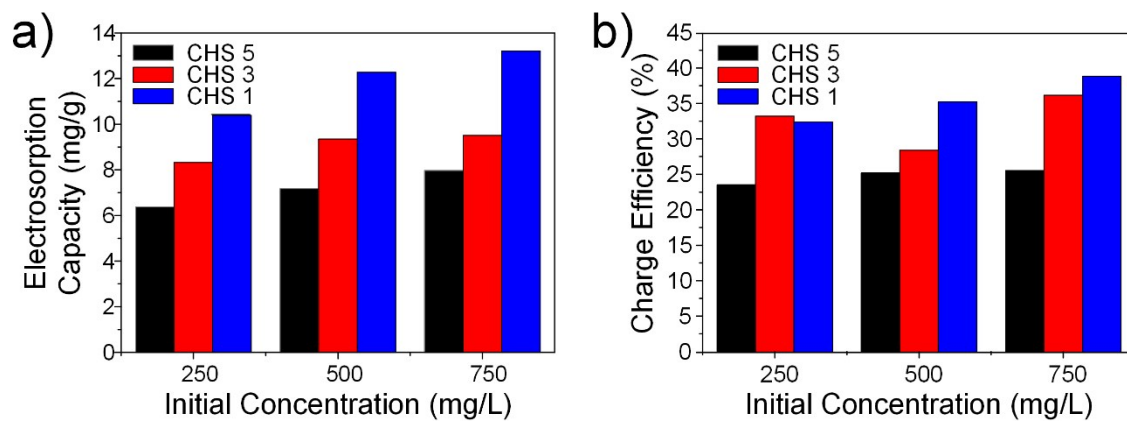 a)
Electrosorption
Capacity (mg/g)
14
12
10
8
6
4
2
0
CHS 5
CHS 3
CHS 1
250
500
750
Initial Concentration (mg/L)
b)
Charge Efficiency (%)
45
40
35
30
25
20
15
10
5
0
CHS 5
CHS 3
CHS 1
250
500
750
Initial Concentration (mg/L)